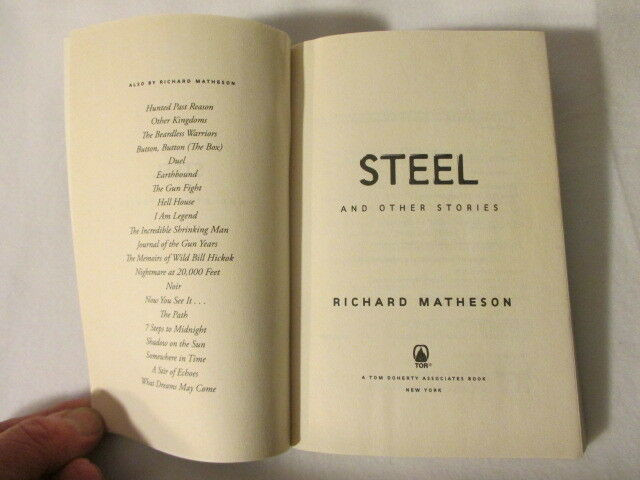 ALSO BY RICHARD MATHESON
Hunted Past Reason
Other Kingdoms
The Beardless Warriors
Button, Button (The Box)
Duel
Earthbound
The Gun Fight
Hell House
I Am Legend
The Incredible Shrinking Man
Journal of the Gun Years
The Memoirs of Wild Bill Hickok
Nightmare at 20,000 Feet
Noir
Now You See It . . .
The Path
7 Steps to Midnight
Shadow on the Sun
Somewhere in Time
A Stir of Echoes
What Dreams May Come
STEEL
AND OTHER STORIES
RICHARD MATHESON
TOR®
A TOM DOHERTY ASSOCIATES BOOK
NEW YORK